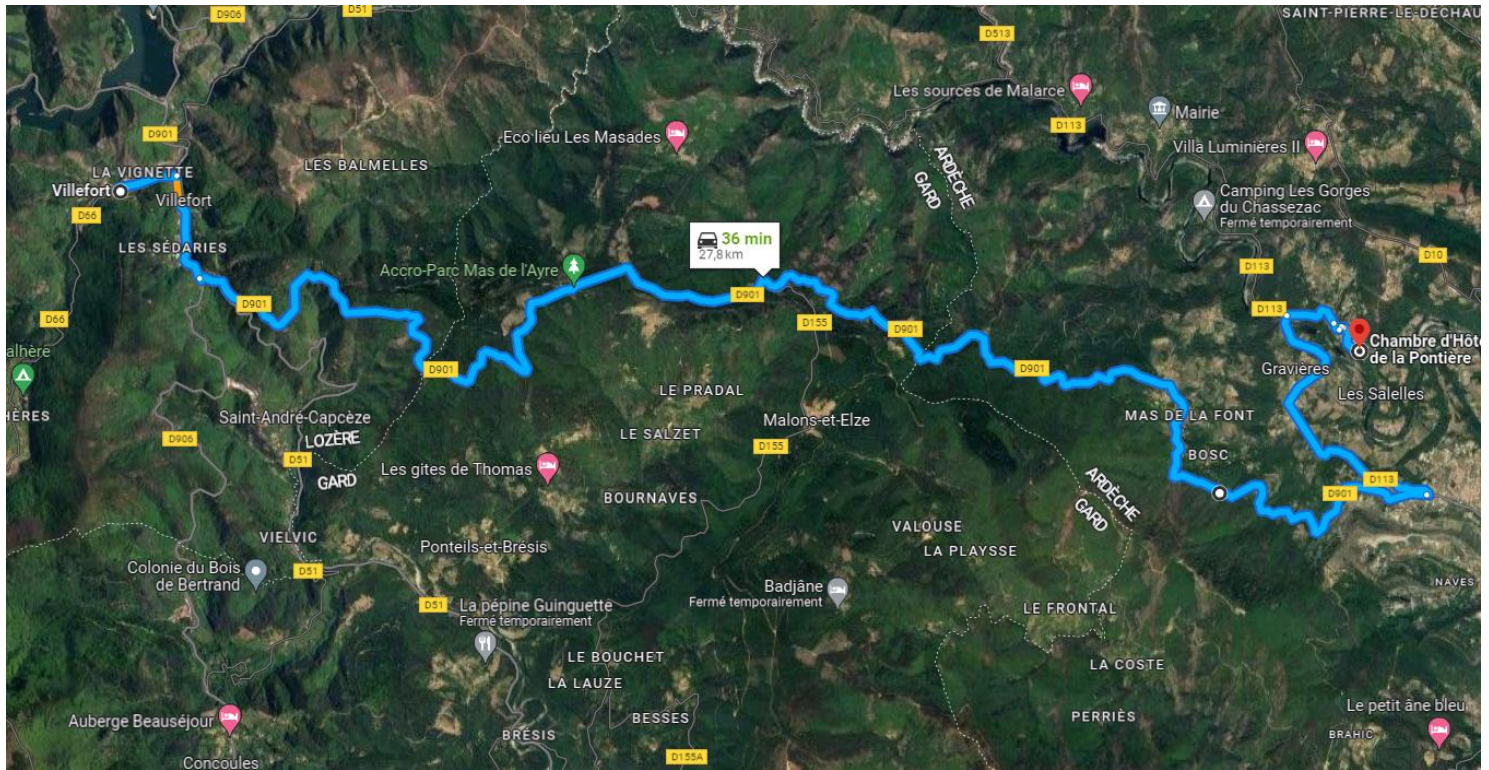 D906
D51
SAINT-PIERRE-LE-DÉCHAU
D513
Les sources de Malarce
D113
Mairie
D901
Eco lieu Les Masades
ARDÈCHE
GARD
Villa Luminières II
LA VIGNETTE
LES BALMELLES
Villefort
Villefort
D66
Camping Les Gorges
du Chassezac
Fermé temporairement
LES SÉDARIES
36 min
27,8 km
D10
Accro-Parc Mas de l'Ayre
D113
D901
D901
D113
D66
D155
D901
Chambre d'Hôte
de la Pontière
alhère
D901
D901
Gravières
HÈRES
LE PRADAL
Les Salelles
Saint-André-Capcèze
LOZÈRE
GARD
D906
LE SALZET
Malons-et-Elze
MAS DE LA FONT
D155
D51
Les gites de Thomas
BOSC
BOURNAVES
ARDÈCHE
GARD
D113
D901
VALOUSE
VIELVIC
Ponteils-et-Brésis
LA PLAYSSE
Colonie du Bois
de Bertrand
D51
Badjâne
Fermé temporairement
NAVES
D51
La pépine Guinguette
Fermé temporairement
LE FRONTAL
LE BOUCHET
LA LAUZE
LA COSTE
Auberge Beauséjour
BESSES
PERRIÈS
Le petit âne bleu
BRÉSIS
BRAHIC
Concoules
D155A